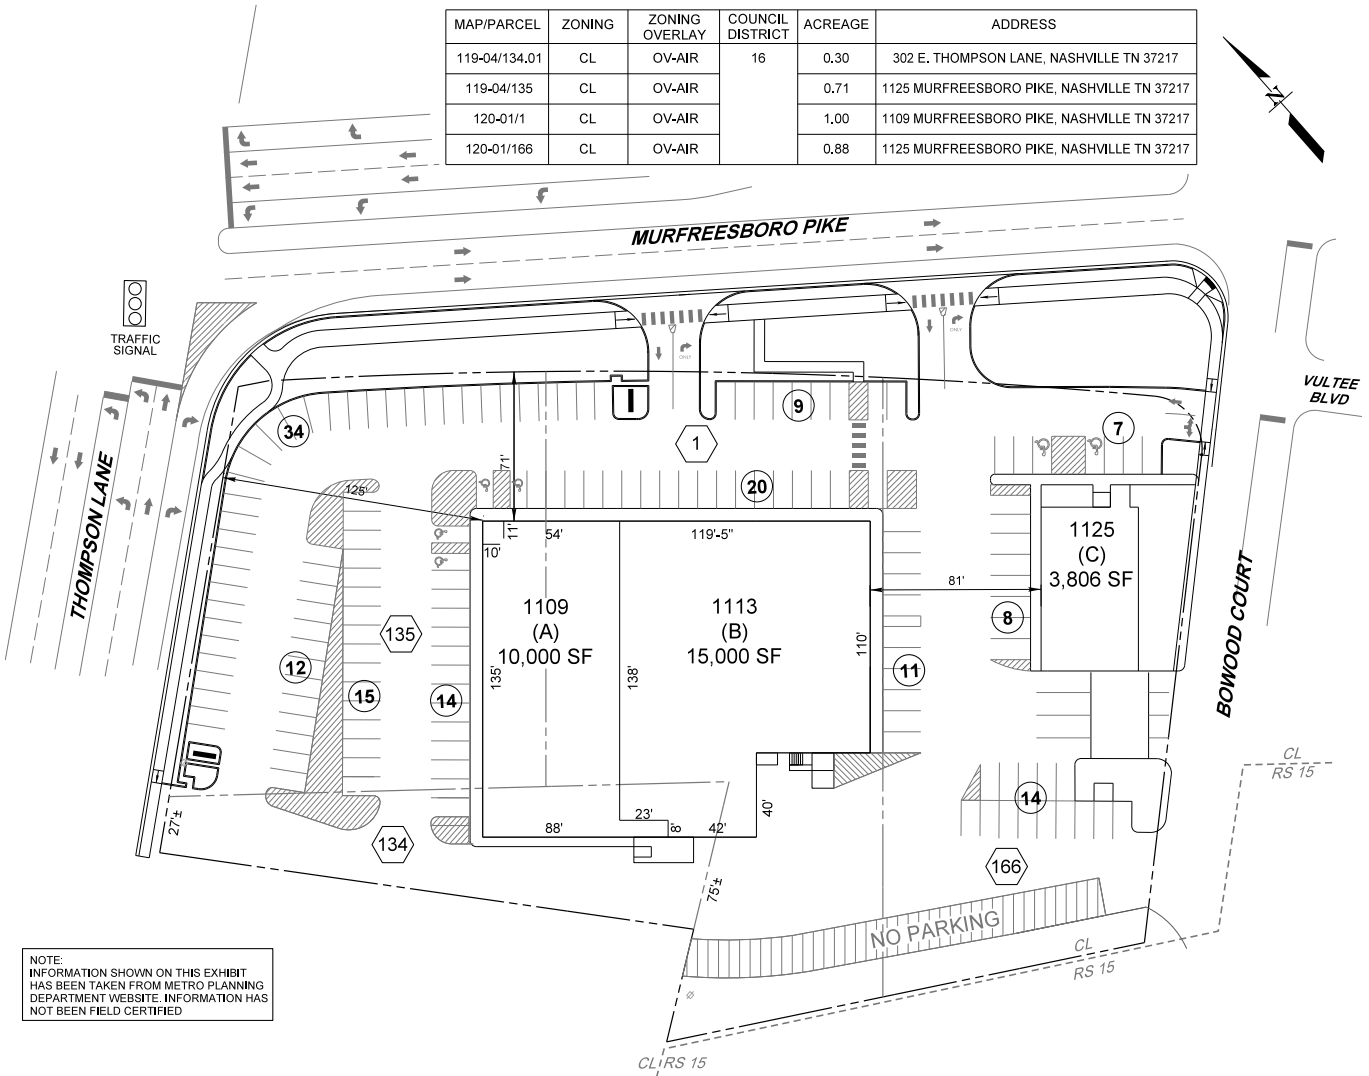 MAP/PARCEL ZONING ZONING OVERLAY COUNCIL DISTRICT ACREAGE ADDRESS
119-04/134.01 CL OV-AIR 16 0.30 302 E. THOMPSON LANE, NASHVILLE TN 37217
119-04/135 CL OV-AIR 0.71 1125 MURFREESBORO PIKE, NASHVILLE TN 37217
120-01/1 CL OV-AIR 1.00 1109 MURFREESBORO PIKE, NASHVILLE TN 37217
120-01/166 CL OV-AIR 0.88 1125 MURFREESBORO PIKE, NASHVILLE TN 37217
N
MURFREESBORO PIKE
TRAFFIC
SIGNAL
ONLY
ONLY
VULTEE
BLVD
THOMPSON LANE
BOWOOD COURT
34
9
7
1
71'
125'
20
11'
10'
54'
119'-5"
1109
(A)
10,000 SF
1113
(B)
15,000 SF
1125
(C)
3,806 SF
81'
8
135
12
15
14
135'
138'
110'
11
CL
RS 15
14
27'±
134
88'
23'
8'
42'
40'
75'±
166
NO PARKING
CL
RS 15
CL RS 15
NOTE:
INFORMATION SHOWN ON THIS EXHIBIT
HAS BEEN TAKEN FROM METRO PLANNING
DEPARTMENT WEBSITE. INFORMATION HAS
NOT BEEN FIELD CERTIFIED